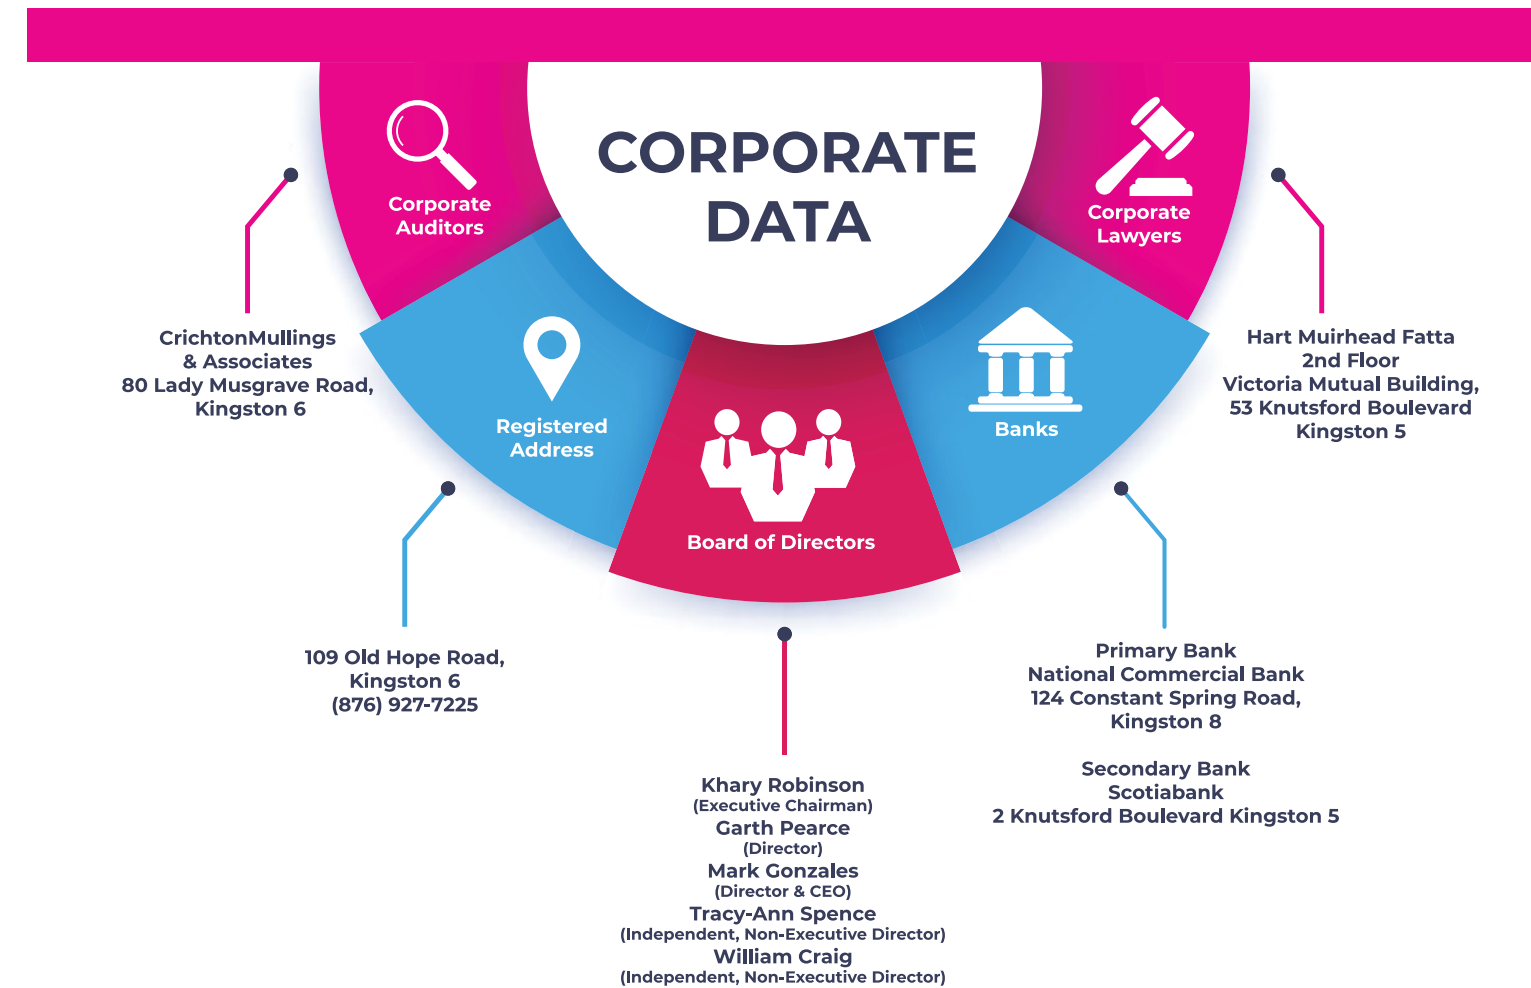 CORPORATE
DATA
Corporate
Auditors
CrichtonMullings
& Associates
80 Lady Musgrave Road,
Kingston 6
Registered
Address
109 Old Hope Road,
Kingston 6
(876) 927-7225
Board of Directors
Khary Robinson
(Executive Chairman)
Garth Pearce
(Director)
Mark Gonzales
(Director & CEO)
Tracy-Ann Spence
(Independent, Non-Executive Director)
William Craig
(Independent, Non-Executive Director)
Banks
Primary Bank
National Commercial Bank
124 Constant Spring Road,
Kingston 8
Secondary Bank
Scotiabank
2 Knutsford Boulevard Kingston 5
Corporate
Lawyers
Hart Muirhead Fatta
2nd Floor
Victoria Mutual Building,
53 Knutsford Boulevard
Kingston 5